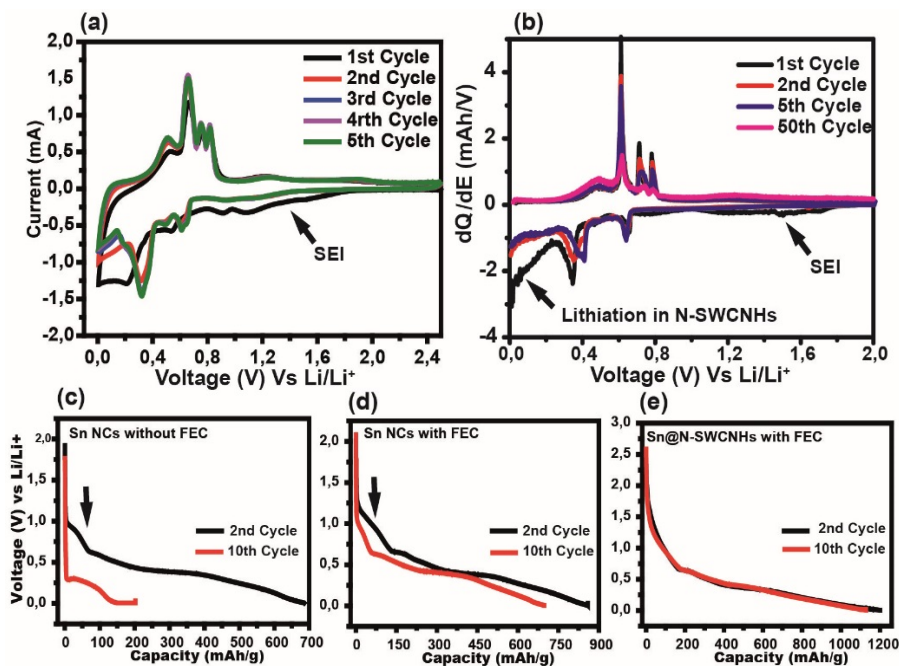 (a)
2,0
1,5
1,0
0,5
0,0
-0,5
-1,0
-1,5
-2,0
Current (mA)
1st Cycle
2nd Cycle
3rd Cycle
4rth Cycle
5th Cycle
SEI
0,0 0,4 0,8 1,2 1,6 2,0 2,4
Voltage (V) Vs Li/Li+
(b)
4
2
0
-2
-4
dQ/dE (mAh/V)
1st Cycle
2nd Cycle
5th Cycle
50th Cycle
SEI
Lithiation in N-SWCNHs
0,0 0,4 0,8 1,2 1,6 2,0
Voltage (V) Vs Li/Li+
(c)
Sn NCs without FEC
2,0
1,5
1,0
0,5
0,0
Voltage (V) vs Li/Li+
2nd Cycle
10th Cycle
0 100 200 300 400 500 600 700
Capacity (mAh/g)
(d)
Sn NCs with FEC
2,0
1,5
1,0
0,5
0,0
2nd Cycle
10th Cycle
0 150 300 450 600 750 900
Capacity (mAh/g)
(e)
Sn@N-SWCNHs with FEC
3,0
2,5
2,0
1,5
1,0
0,5
0,0
2nd Cycle
10th Cycle
0 200 400 600 800 1000 1200
Capacity (mAh/g)